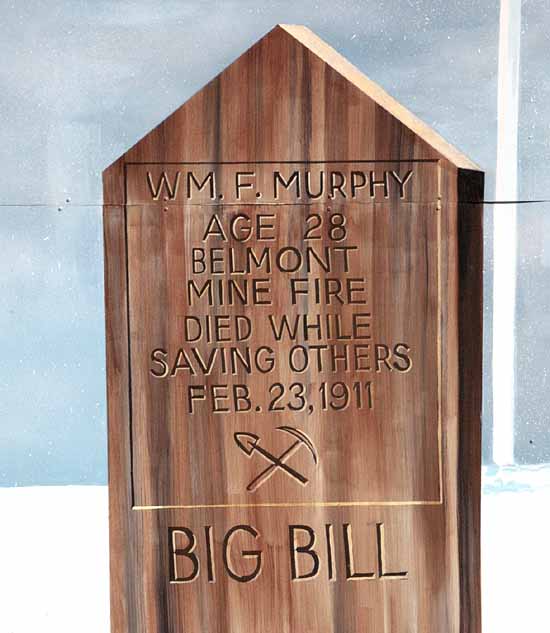 WM. F. MURPHY
AGE 28
BELMONT
MINE FIRE
DIED WHILE
SAVING OTHERS
FEB. 23, 1911
BIG BILL